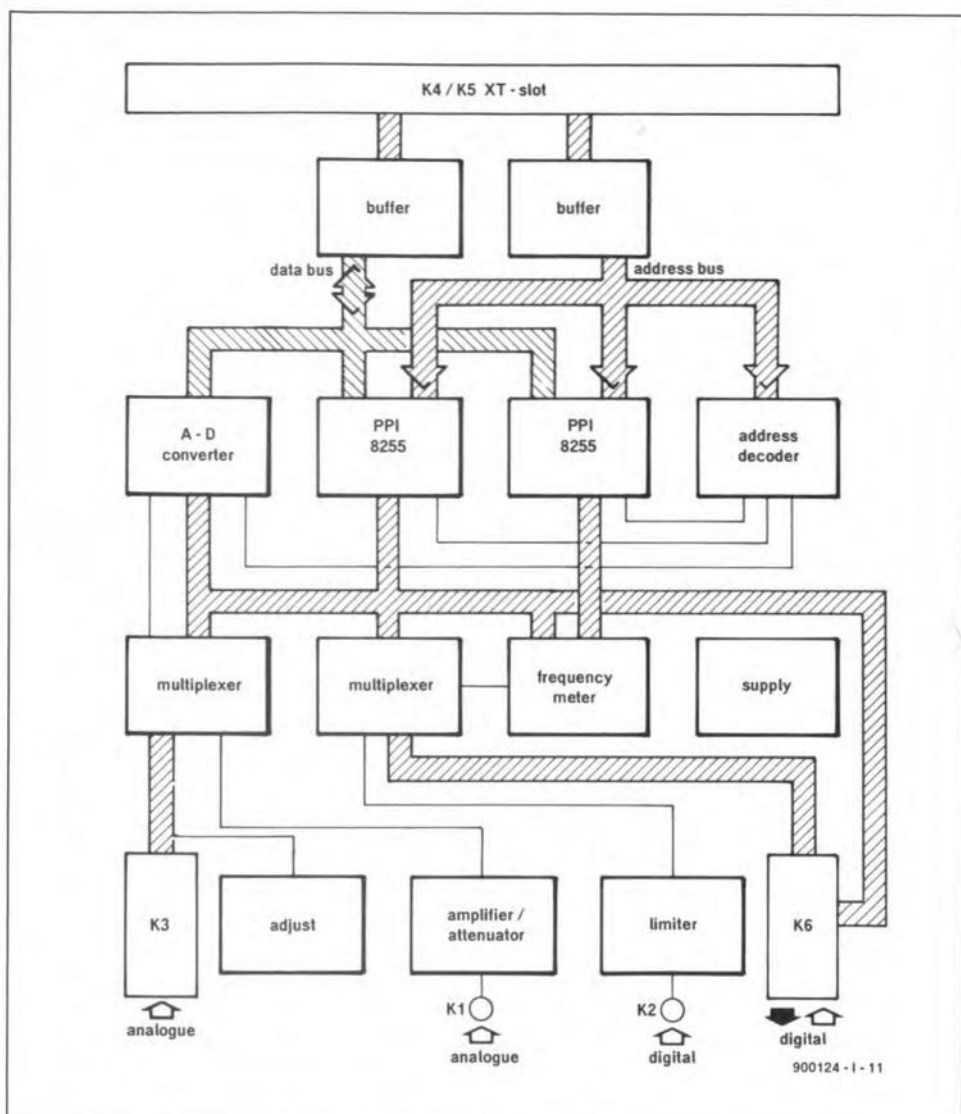 K4 / K5 XT - slot
buffer
buffer
data bus
address bus
A - D
converter
PPI
8255
PPI
8255
address
decoder
multiplexer
multiplexer
frequency
meter
supply
K3
adjust
amplifier /
attenuator
limiter
K6
K1
K2
analogue
analogue
digital
digital
900124 - I - 11